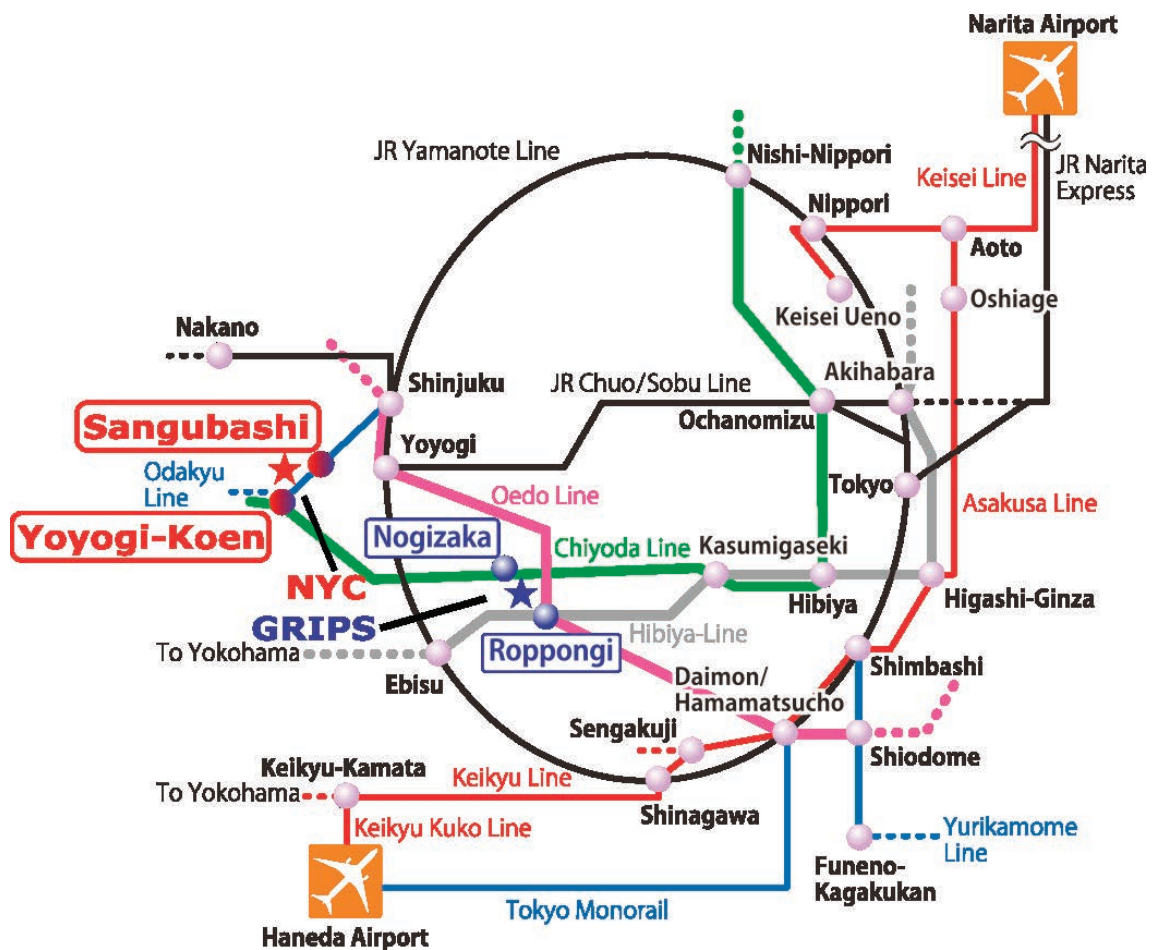 Narita Airport
JR Yamanote Line
Nishi-Nippori
Keisei Line
JR Narita
Express
Nippori
Aoto
Oshiage
Keisei Ueno
Nakano
Akihabara
Shinjuku
JR Chuo/Sobu Line
Ochanomizu
Sangubashi
Yoyogi
Odakyu
Line
Oedo Line
Tokyo
Asakusa Line
Yoyogi-Koen
Nogizaka
Chiyoda Line
Kasumigaseki
NYC
Hibiya
Higashi-Ginza
GRIPS
Hibiya-Line
To Yokohama
Roppongi
Ebisu
Shimbashi
Daimon/
Hamamatsucho
Sengakuji
Shiodome
Keikyu-Kamata
Keikyu Line
To Yokohama
Shinagawa
Keikyu Kuko Line
Yurikamome
Line
Funeno-
Kagakukan
Tokyo Monorail
Haneda Airport